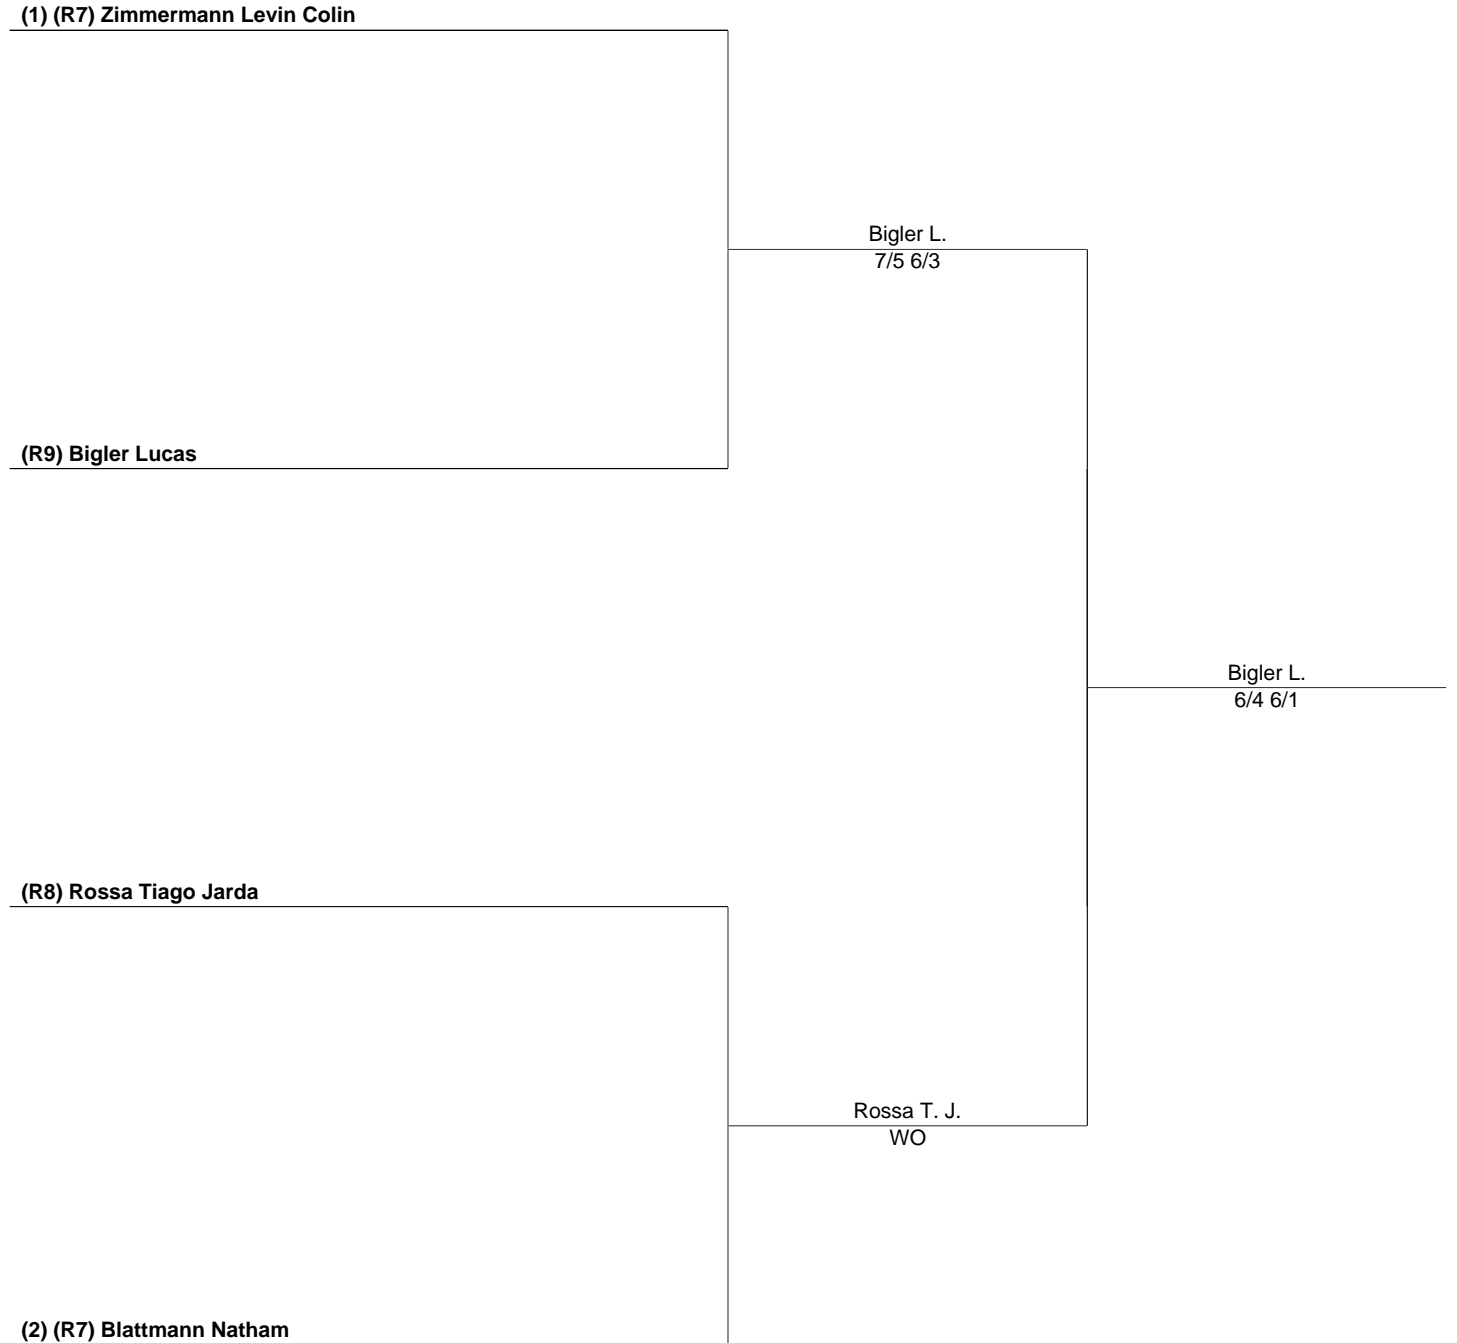 (1) (R7) Zimmermann Levin Colin
Bigler L.
7/5 6/3
(R9) Bigler Lucas
Bigler L.
6/4 6/1
(R8) Rossa Tiago Jarda
Rossa T. J.
WO
(2) (R7) Blattmann Natham